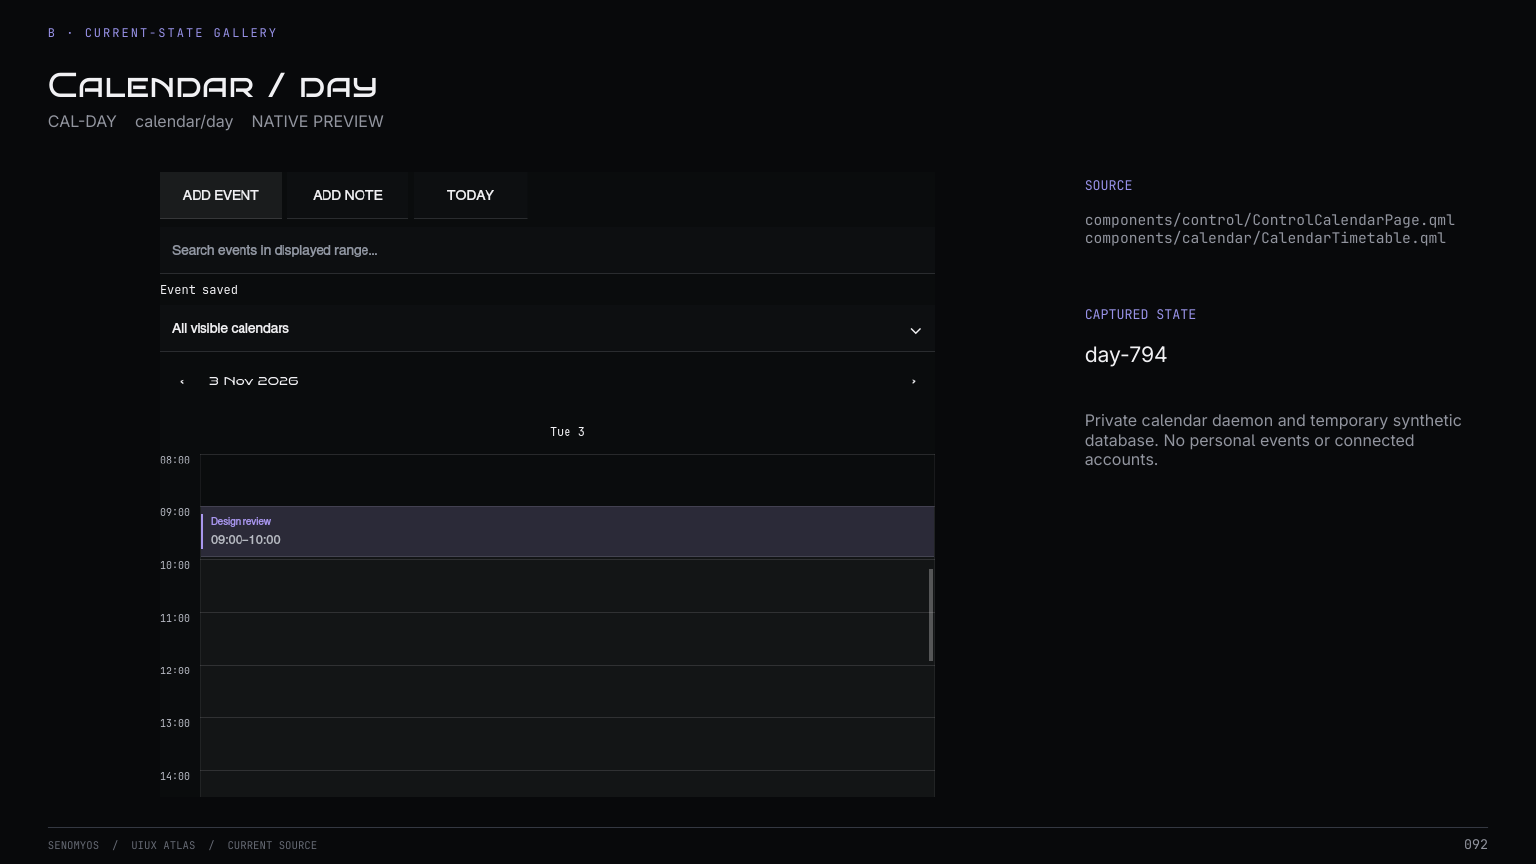 B · CURRENT-STATE GALLERY
Calendar / day
CAL-DAY calendar/day NATIVE PREVIEW
ADD EVENT ADD NOTE TODAY
Search events in displayed range...
Event saved
All visible calendars
‹ 3 Nov 2026 ›
Tue 3
08:00
09:00
Design review
09:00–10:00
10:00
11:00
12:00
13:00
14:00
SOURCE
components/control/ControlCalendarPage.qml
components/calendar/CalendarTimetable.qml
CAPTURED STATE
day-794
Private calendar daemon and temporary synthetic
database. No personal events or connected
accounts.
SENOMYOS / UIUX ATLAS / CURRENT SOURCE
092